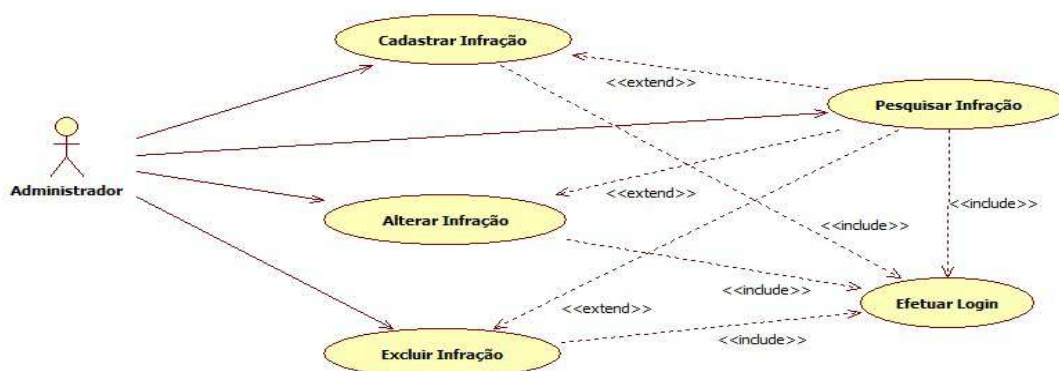 Cadastrar Infração
<<extend>>
Pesquisar Infração
Administrador
<<extend>>
Alterar Infração
<<include>>
<<include>>
<<include>>
Efetuar Login
<<extend>>
<<include>>
Excluir Infração